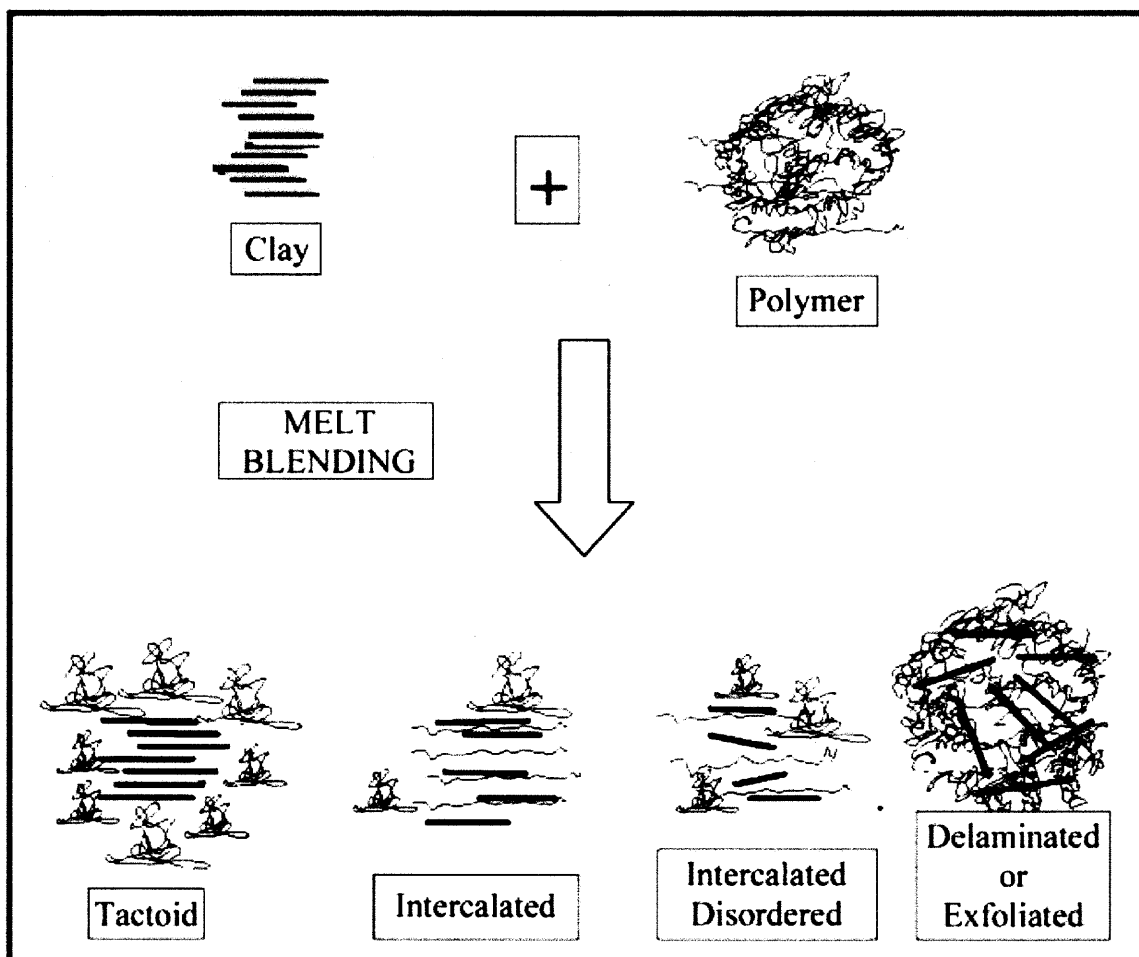 +
Clay
Polymer
MELT
BLENDING
Tactoid
Intercalated
Intercalated
Disordered
Delaminated
or
Exfoliated